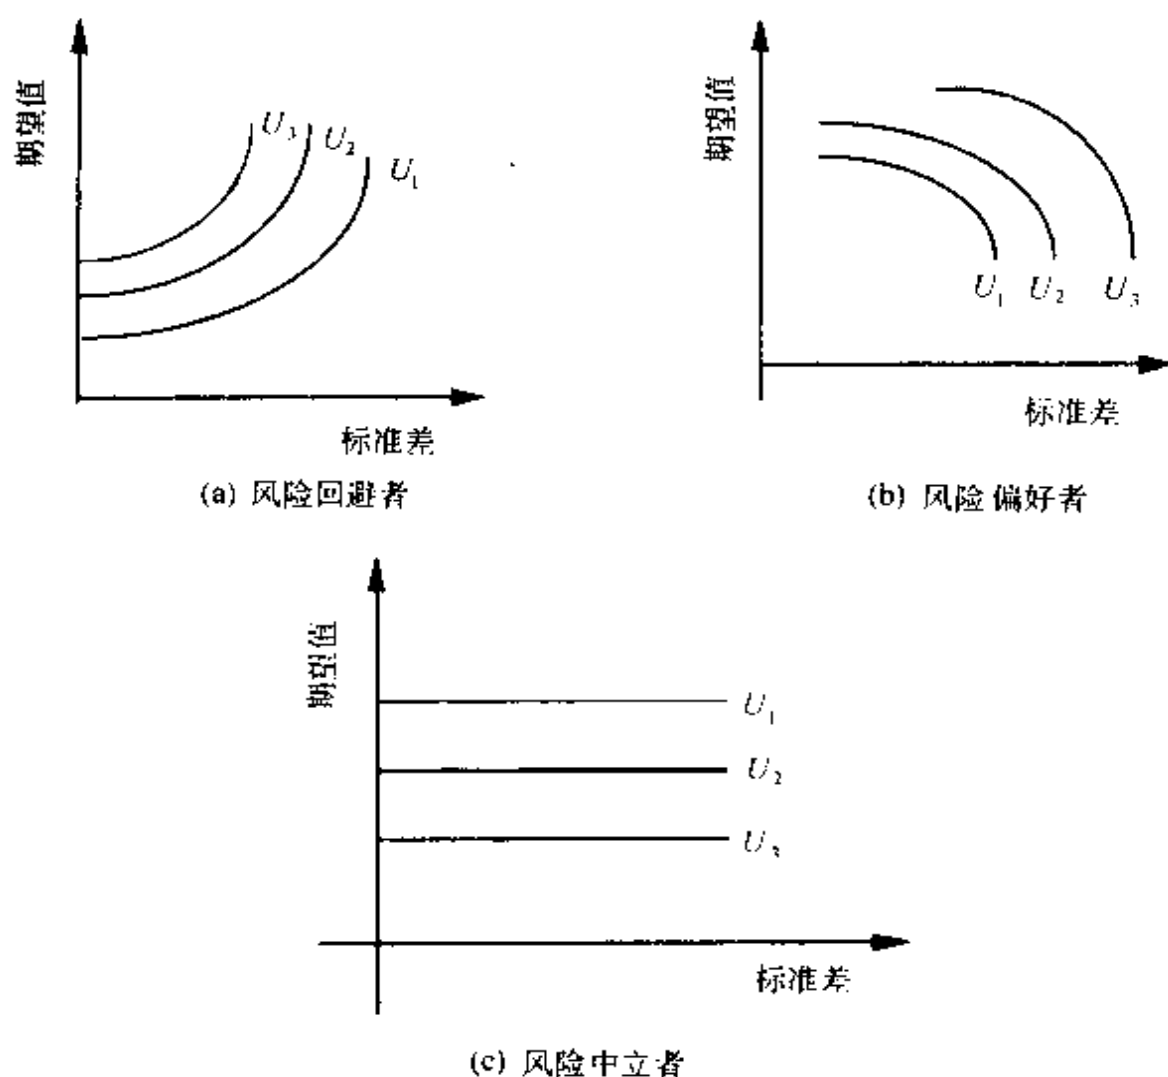 期望值
U₃
U₂
U₁
标准差
(a) 风险回避者
期望值
U₁
U₂
U₃
标准差
(b) 风险偏好者
期望值
U₁
U₂
U₃
标准差
(c) 风险中立者